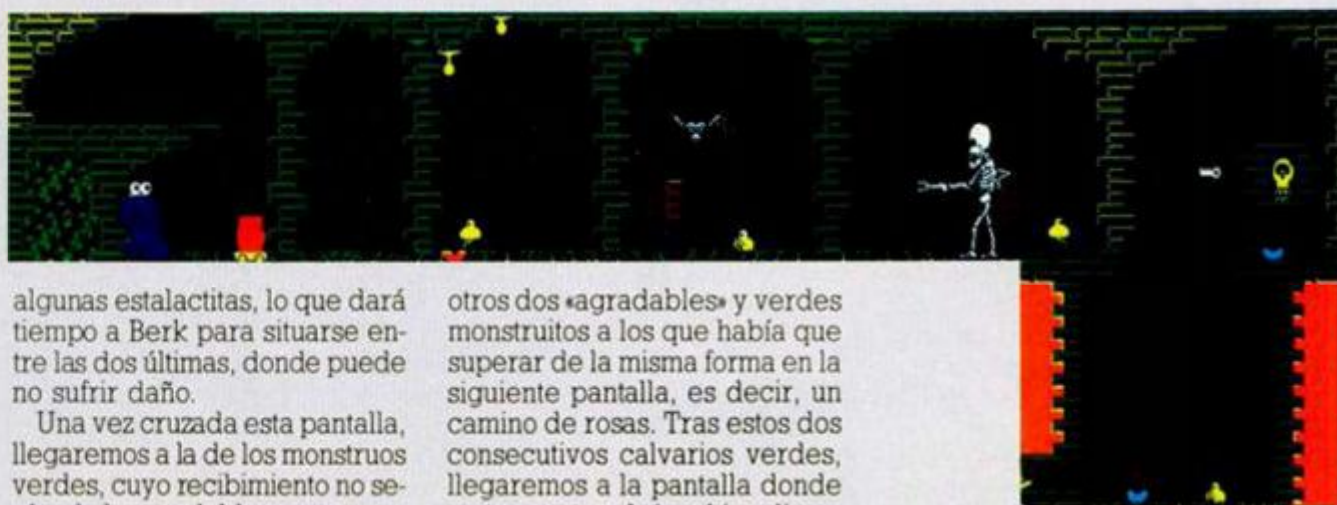 algunas estalactitas, lo que dará
tiempo a Berk para situarse en-
tre las dos últimas, donde puede
no sufrir daño.
Una vez cruzada esta pantalla,
llegaremos a la de los monstruos
verdes, cuyo recibimiento no se-
otros dos «agradables» y verdes
monstruitos a los que había que
superar de la misma forma en la
siguiente pantalla, es decir, un
camino de rosas. Tras estos dos
consecutivos calvarios verdes,
llegaremos a la pantalla donde